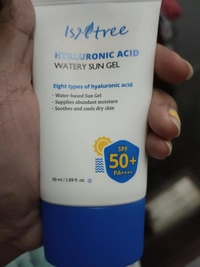 Isntree
HYALURONIC ACID
WATERY SUN GEL
Eight types of hyaluronic acid
- Water-based Sun Gel
- Supplies abundant moisture
- Soothes and cools dry skin
SPF
50+
PA++++
50 ml / 1.69 fl. oz.